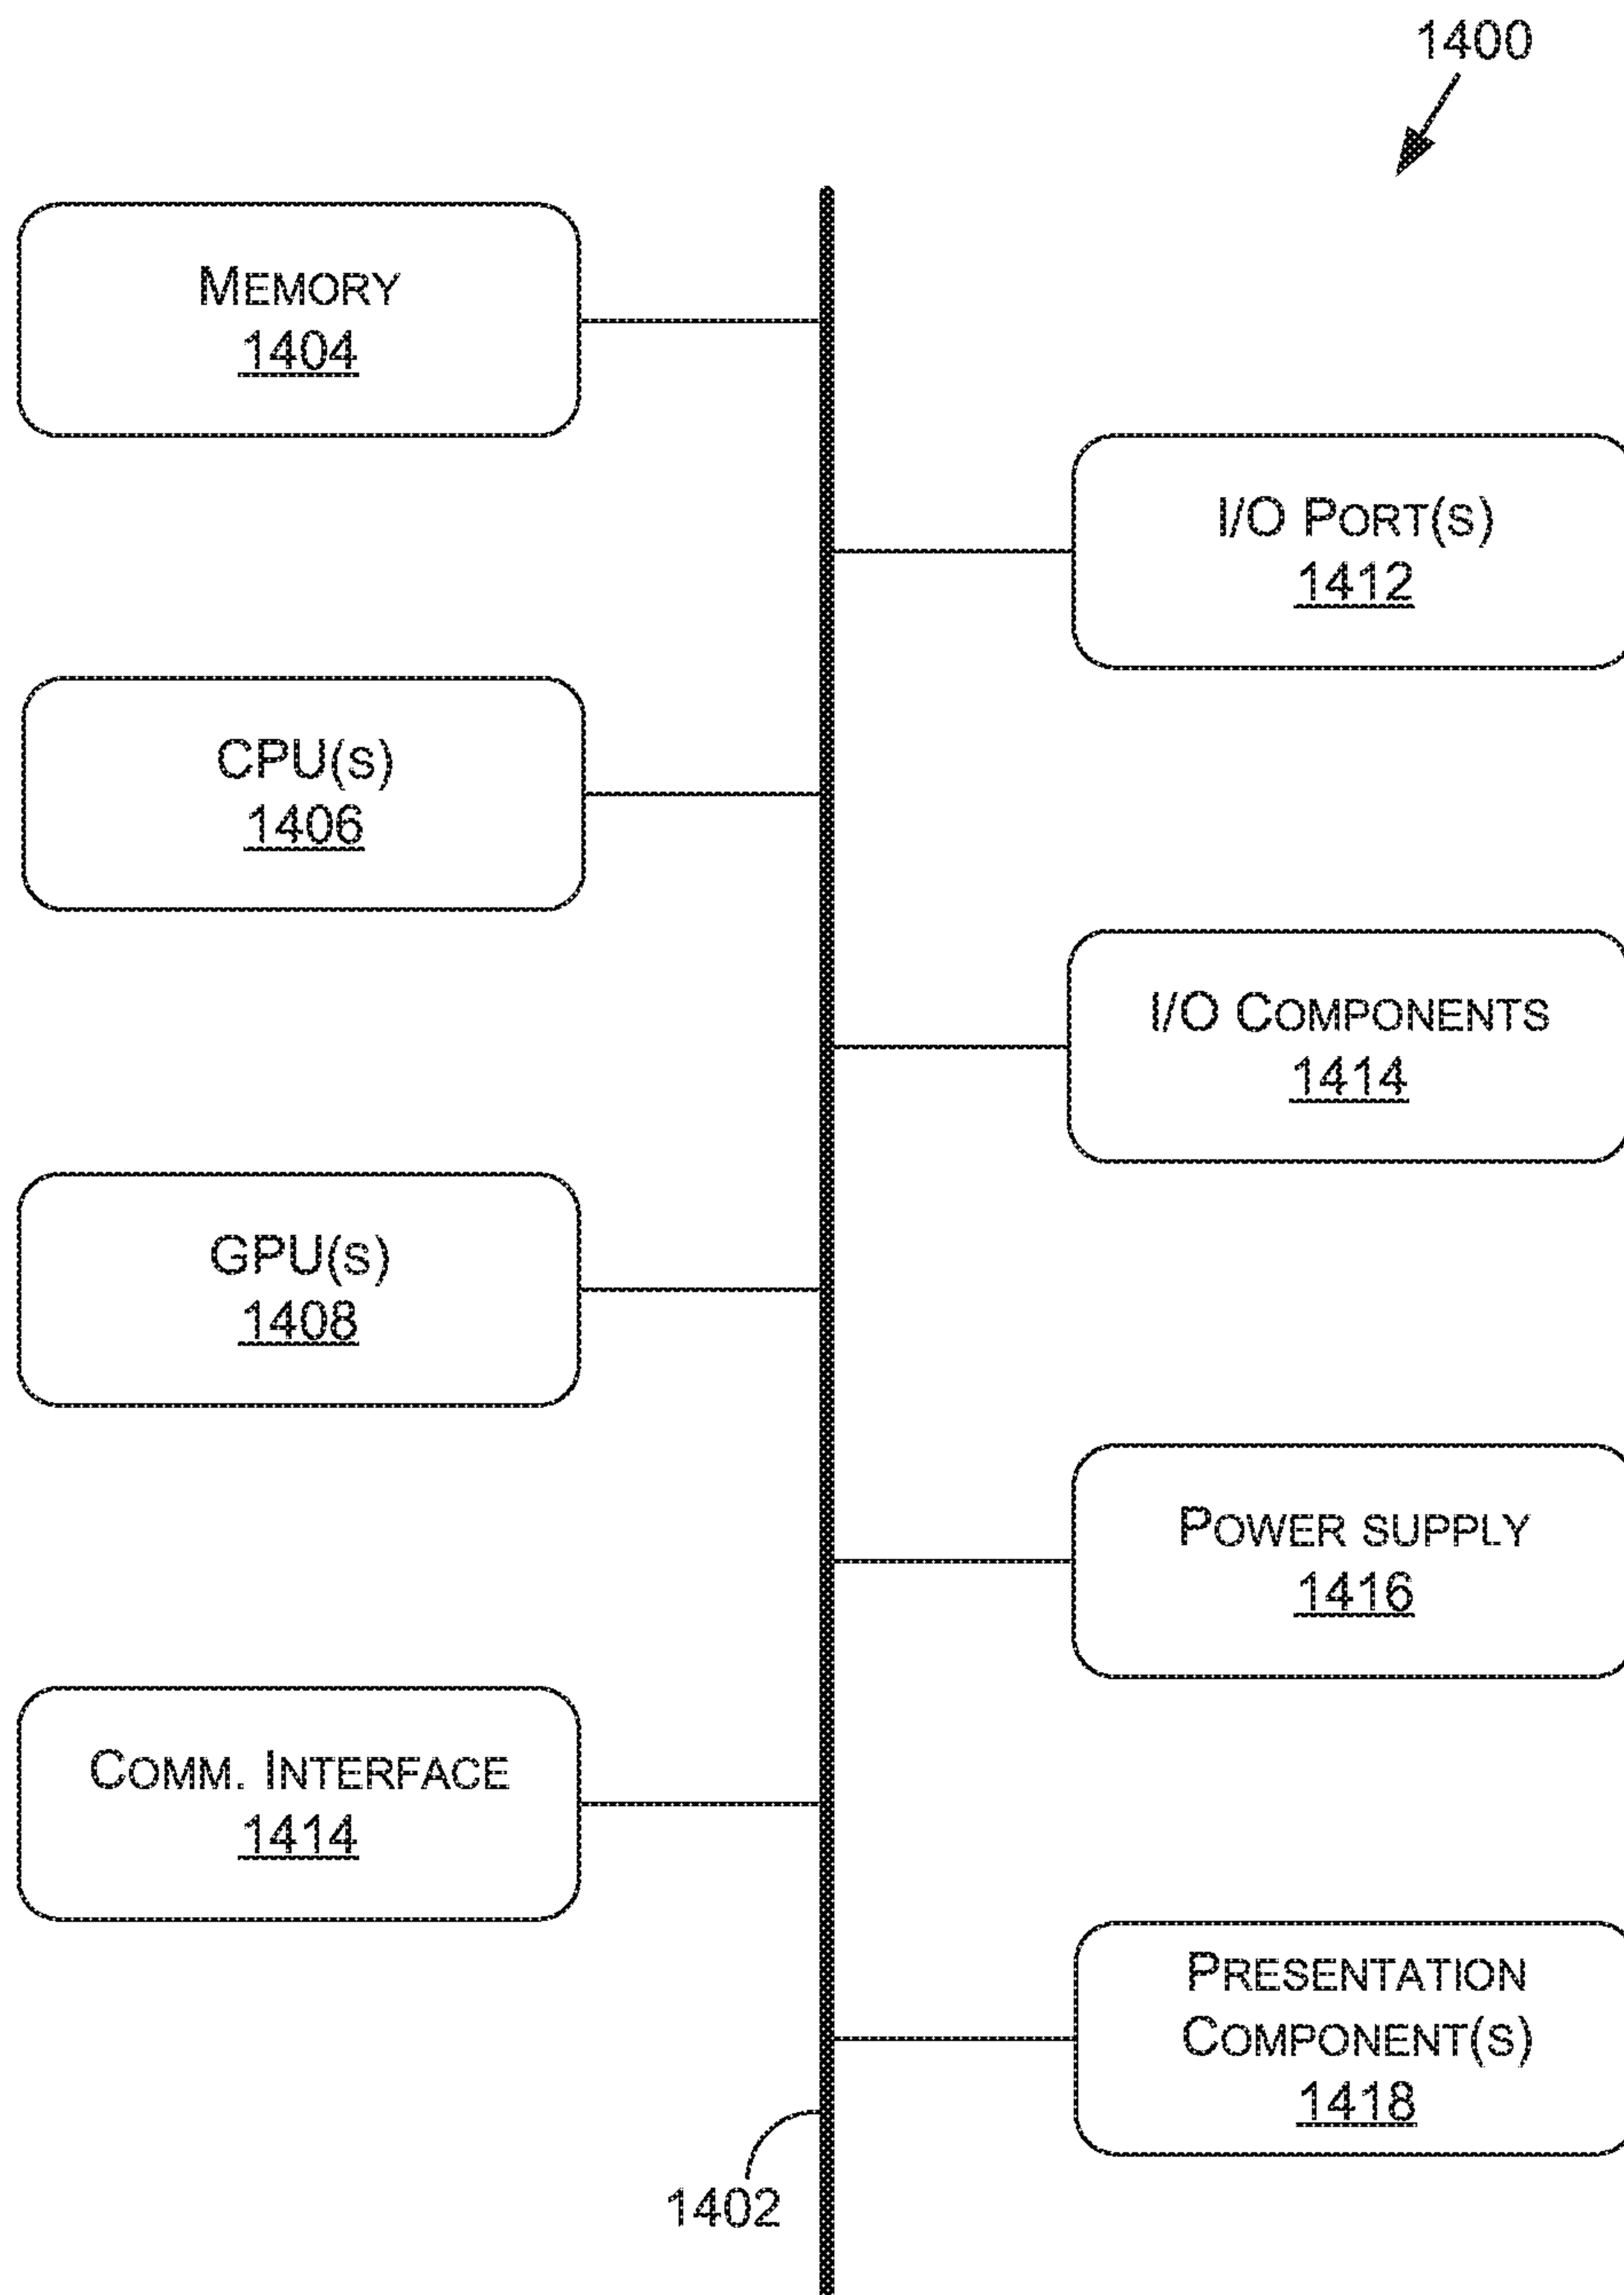 1400
MEMORY
1404
I/O PORT(S)
1412
CPU(S)
1406
I/O COMPONENTS
1414
GPU(S)
1408
POWER SUPPLY
1416
COMM. INTERFACE
1414
PRESENTATION
COMPONENT(S)
1418
1402